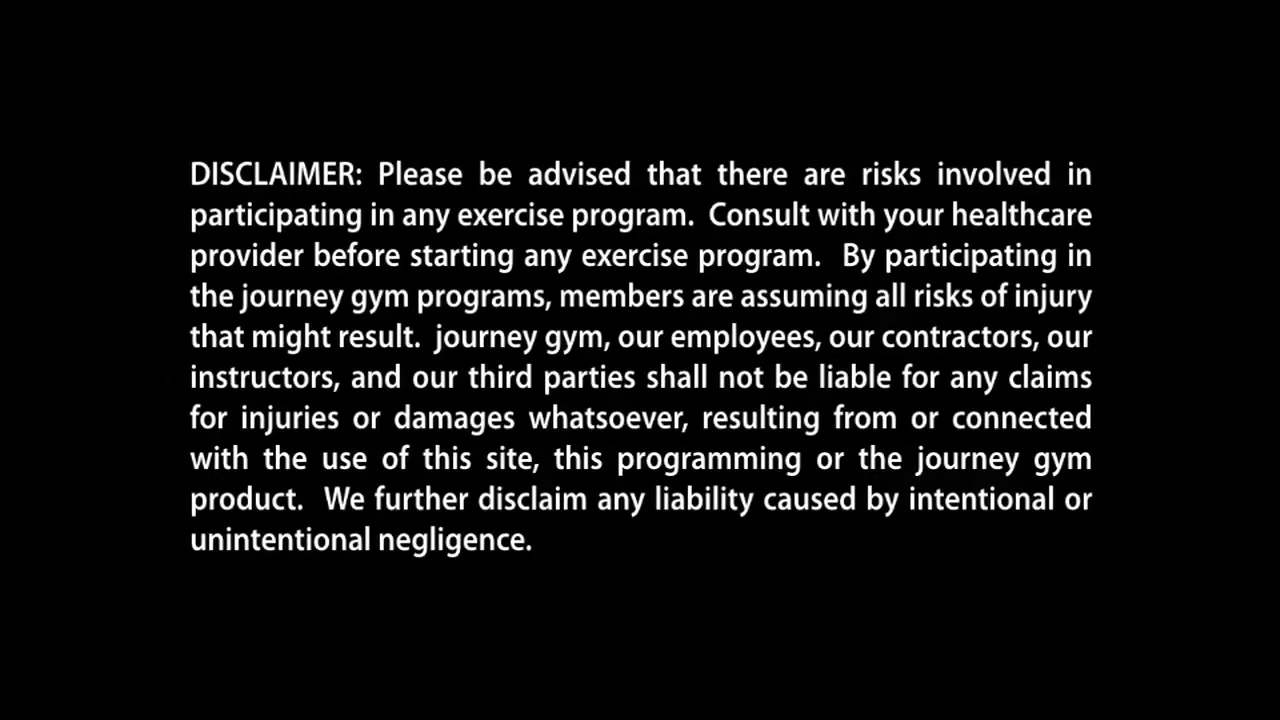 DISCLAIMER: Please be advised that there are risks involved in
participating in any exercise program.  Consult with your healthcare
provider before starting any exercise program.  By participating in
the journey gym programs, members are assuming all risks of injury
that might result.  journey gym, our employees, our contractors, our
instructors, and our third parties shall not be liable for any claims
for injuries or damages whatsoever, resulting from or connected
with the use of this site, this programming or the journey gym
product.  We further disclaim any liability caused by intentional or
unintentional negligence.